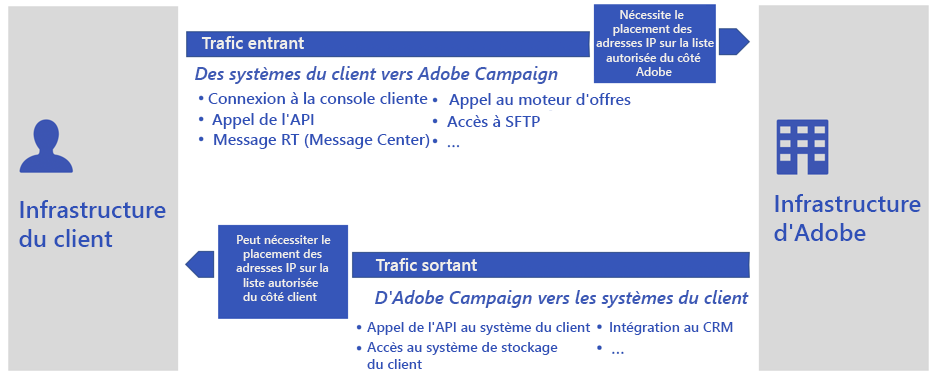 Infrastructure
du client
Trafic entrant
Nécessite le
placement des
adresses IP sur la liste
autorisée du côté
Adobe
Des systèmes du client vers Adobe Campaign
• Connexion à la console cliente
• Appel de l'API
• Message RT (Message Center)
• Appel au moteur d'offres
• Accès à SFTP
• ...
Infrastructure
d'Adobe
Peut nécessiter le
placement des
adresses IP sur la
liste autorisée
du côté client
Trafic sortant
D'Adobe Campaign vers les systèmes du client
• Appel de l'API au système du client
• Accès au système de stockage
du client
• Intégration au CRM
• ...